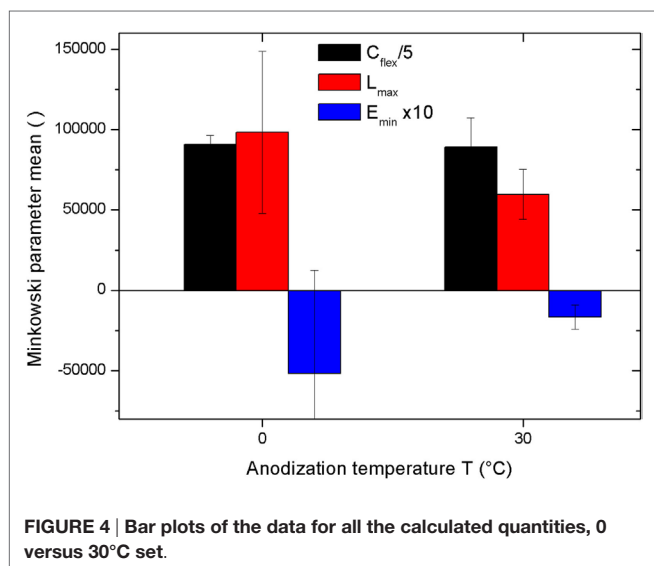 150000
100000
50000
0
-50000
Minkowski parameter mean ( )
C_flex/5
L_max
E_min x10
0
30
Anodization temperature T (°C)
FIGURE 4 | Bar plots of the data for all the calculated quantities, 0
versus 30°C set.